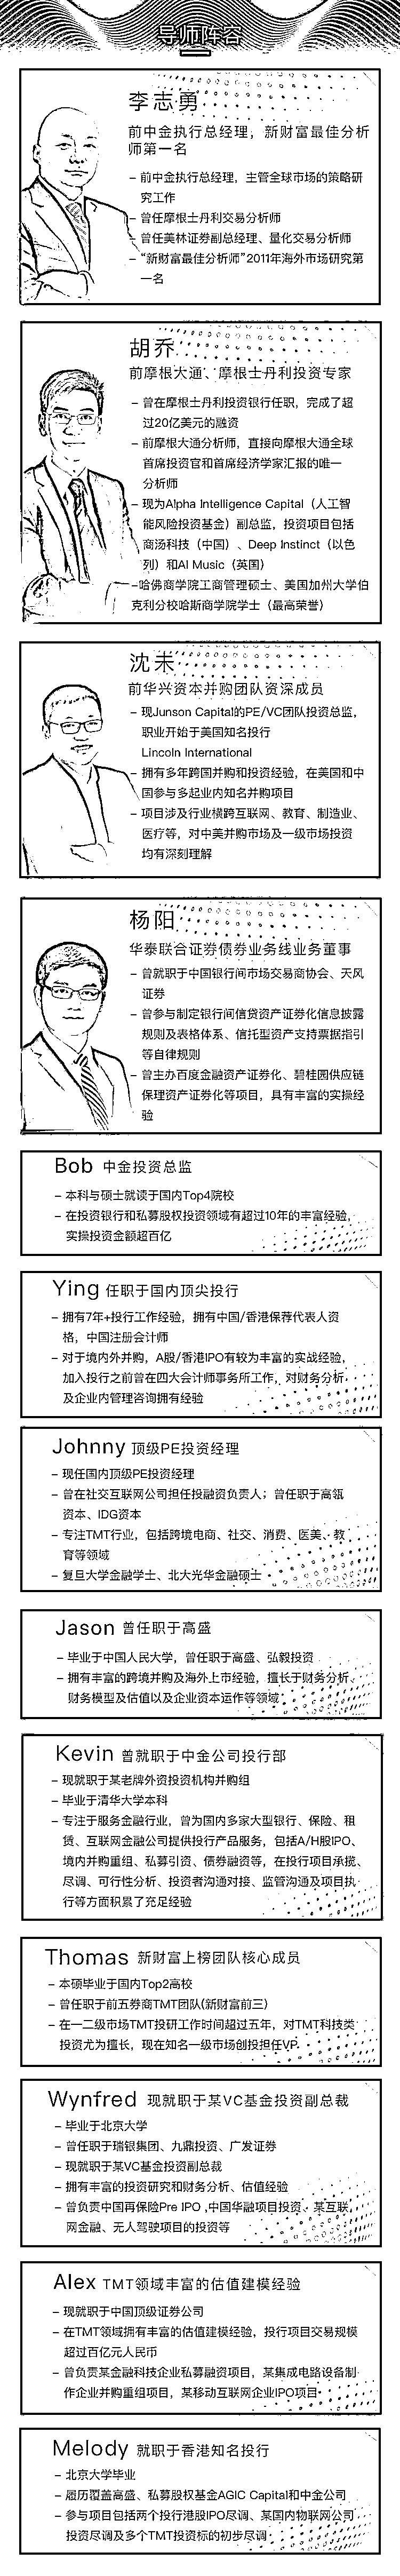 导师阵容
李志勇
前中金执行总经理，新财富最佳分析
师第一名
– 前中金执行总经理，主管全球市场的策略研
究工作
– 曾任摩根士丹利交易分析师
– 曾任美林证券副总经理、量化交易分析师
– “新财富最佳分析师”2011年海外市场研究第
一名
胡乔
前摩根大通、摩根士丹利投资专家
– 曾在摩根士丹利投资银行任职，完成了超
过20亿美元的融资
– 前摩根大通分析师，直接向摩根大通全球
首席投资官和首席经济学家汇报的唯一
分析师
– 现为Alpha Intelligence Capital（人工智
能风险投资基金）副总监，投资项目包括
商汤科技（中国）、Deep Instinct（以色
列）和AI Music（英国）
–哈佛商学院工商管理硕士、美国加州大学伯
克利分校哈斯商学院学士（最高荣誉）
沈未
前华兴资本并购团队资深成员
– 现Junson Capital的PE/VC团队投资总监，
职业开始于美国知名投行
Lincoln International
– 拥有多年跨国并购和投资经验，在美国和中
国参与多起业内知名并购项目
– 项目涉及行业横跨互联网、教育、制造业、
医疗等，对中美并购市场及一级市场投资
均有深刻理解
杨阳
华泰联合证券债券业务线业务董事
– 曾就职于中国银行间市场交易商协会、天风
证券
– 曾参与制定银行间信贷资产证券化信息披露
规则及表格体系、信托型资产支持票据指引
等自律规则
– 曾主办百度金融资产证券化、碧桂园供应链
保理资产证券化等项目，具有丰富的实操经
验
Bob 中金投资总监
– 本科与硕士就读于国内Top4院校
– 在投资银行和私募股权投资领域有超过10年的丰富经验，
实操投资金额超百亿
Ying 任职于国内顶尖投行
– 拥有7年+投行工作经验，拥有中国/香港保荐代表人资
格，中国注册会计师
– 对于境内外并购，A股/香港IPO有较为丰富的实战经验，
加入投行之前曾在四大会计师事务所工作，对财务分析
及企业内管理咨询拥有经验
Johnny 顶级PE投资经理
– 现任国内顶级PE投资经理
– 曾在社交互联网公司担任投融资负责人；曾任职于高瓴
资本、IDG资本
– 专注TMT行业，包括跨境电商、社交、消费、医美、教
育等领域
– 复旦大学金融学士、北大光华金融硕士
Jason 曾任职于高盛
– 毕业于中国人民大学，曾任职于高盛、弘毅投资
– 拥有丰富的跨境并购及海外上市经验，擅长于财务分析、
财务模型及估值以及企业资本运作等领域
Kevin 曾就职于中金公司投行部
– 现就职于某老牌外资投资机构并购组
– 毕业于清华大学本科
– 专注于服务金融行业，曾为国内多家大型银行、保险、租
赁、互联网金融公司提供投行产品服务，包括A/H股IPO、
境内并购重组、私募引资、债券融资等，在投行项目承揽、
尽调、可行性分析、投资者沟通对接、监管沟通及项目执
行等方面积累了充足经验
Thomas 新财富上榜团队核心成员
– 本硕毕业于国内Top2高校
– 曾任职于前五券商TMT团队(新财富前三)
– 在一二级市场TMT投研工作时间超过五年，对TMT科技类
投资尤为擅长，现在知名一级市场创投担任VP
Wynfred 现就职于某VC基金投资副总裁
– 毕业于北京大学
– 曾任职于瑞银集团、九鼎投资、广发证券
– 现就职于某VC基金投资副总裁
– 拥有丰富的投资研究和财务分析、估值经验
– 曾负责中国再保险Pre IPO ,中国华融项目投资、某互联
网金融、无人驾驶项目的投资等
Alex TMT领域丰富的估值建模经验
– 现就职于中国顶级证券公司
– 在TMT领域拥有丰富的估值建模经验，投行项目交易规模
超过百亿元人民币
– 曾负责某金融科技企业私募融资项目，某集成电路设备制
作企业并购重组项目，某移动互联网企业IPO项目
Melody 就职于香港知名投行
– 北京大学毕业
– 履历覆盖高盛、私募股权基金AGIC Capital和中金公司
– 参与项目包括两个投行港股IPO尽调、某国内物联网公司
投资尽调及多个TMT投资标的初步尽调